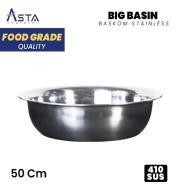 ASTA
FOOD GRADE
QUALITY
BIG BASIN
BASKOM STAINLESS
50 Cm
410
SUS